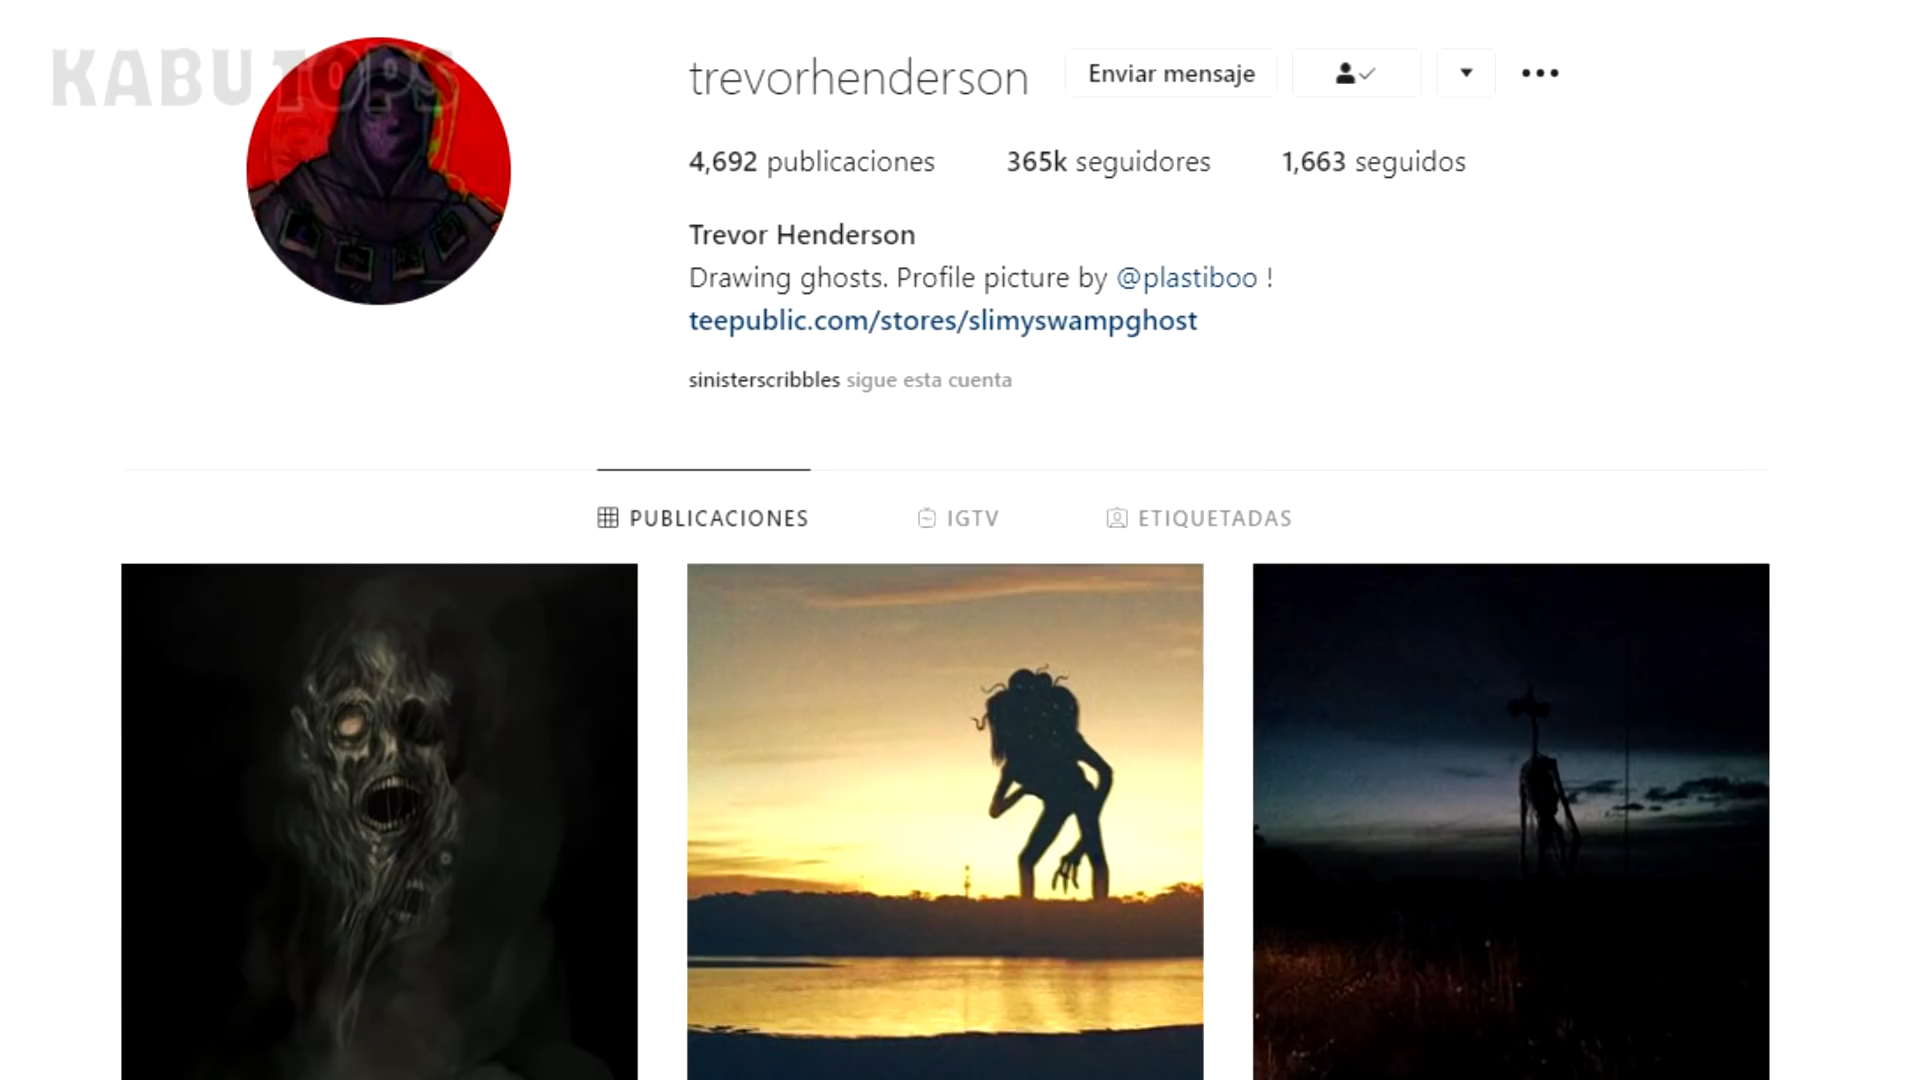 KABUTOPS
trevorhenderson Enviar mensaje
4,692 publicaciones 365k seguidores 1,663 seguidos
Trevor Henderson
Drawing ghosts. Profile picture by @plastiboo !
teepublic.com/stores/slimyswampghost
sinisterscribbles sigue esta cuenta
PUBLICACIONES IGTV ETIQUETADAS